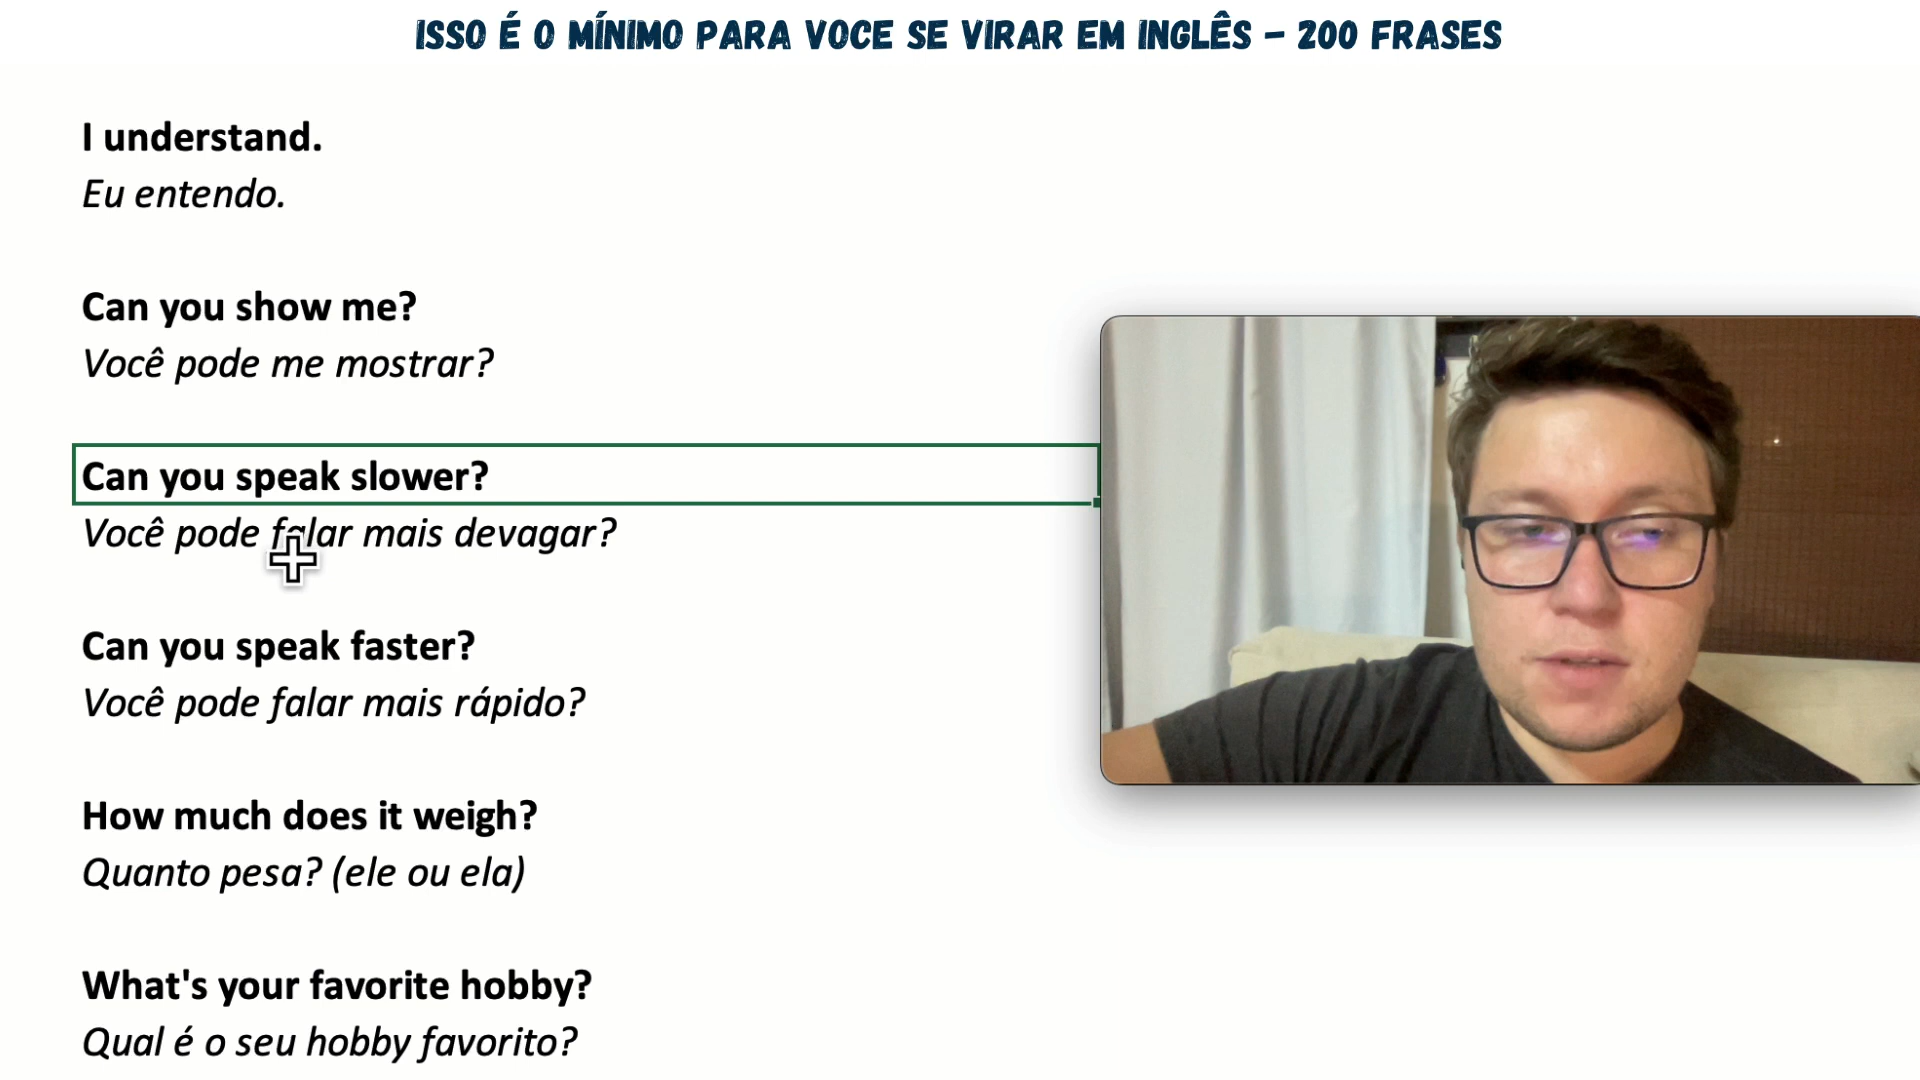 ISSO É O MÍNIMO PARA VOCE SE VIRAR EM INGLÊS – 200 FRASES
I understand.
Eu entendo.
Can you show me?
Você pode me mostrar?
Can you speak slower?
Você pode falar mais devagar?
Can you speak faster?
Você pode falar mais rápido?
How much does it weigh?
Quanto pesa? (ele ou ela)
What's your favorite hobby?
Qual é o seu hobby favorito?